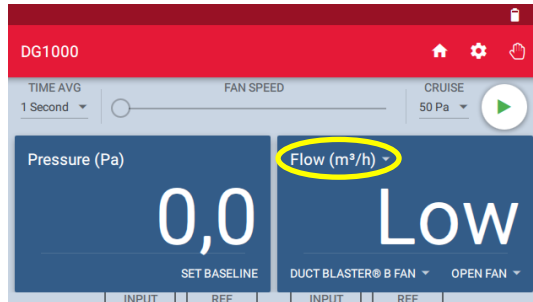 DG1000
TIME AVG FAN SPEED CRUISE
1 Second 50 Pa
Pressure (Pa) Flow (m³/h)
0,0 Low
SET BASELINE DUCT BLASTER® B FAN OPEN FAN
INPUT REF INPUT REF